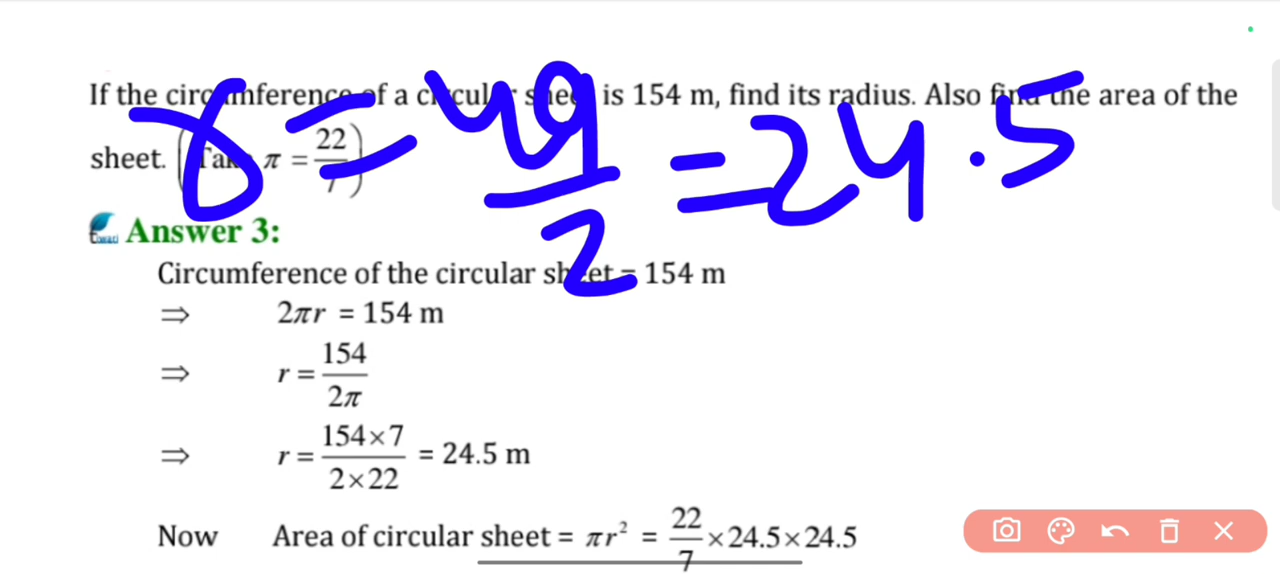 If the circumference of a circular sheet is 154 m, find its radius. Also find the area of the
sheet. (Take π = 22/7)
r = 49/2 = 24.5
Answer 3:
Circumference of the circular sheet = 154 m
⇒ 2πr = 154 m
⇒ r = 154/2π
⇒ r = 154×7/2×22 = 24.5 m
Now Area of circular sheet = πr² = 22/7 ×24.5×24.5